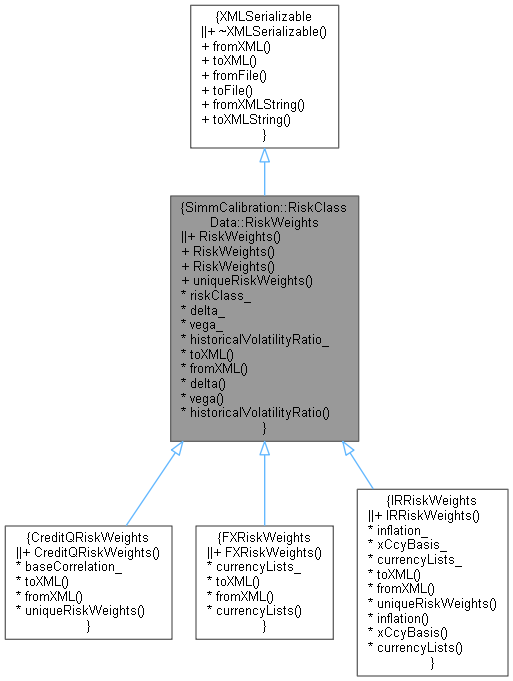 {XMLSerializable
||+ ~XMLSerializable()
+ fromXML()
+ toXML()
+ fromFile()
+ toFile()
+ fromXMLString()
+ toXMLString()
}
{SimmCalibration::RiskClass
Data::RiskWeights
||+ RiskWeights()
+ RiskWeights()
+ RiskWeights()
+ uniqueRiskWeights()
* riskClass_
* delta_
* vega_
* historicalVolatilityRatio_
* toXML()
* fromXML()
* delta()
* vega()
* historicalVolatilityRatio()
}
{CreditQRiskWeights
||+ CreditQRiskWeights()
* baseCorrelation_
* toXML()
* fromXML()
* uniqueRiskWeights()
}
{FXRiskWeights
||+ FXRiskWeights()
* currencyLists_
* toXML()
* fromXML()
* currencyLists()
}
{IRRiskWeights
||+ IRRiskWeights()
* inflation_
* xCcyBasis_
* currencyLists_
* toXML()
* fromXML()
* uniqueRiskWeights()
* inflation()
* xCcyBasis()
* currencyLists()
}